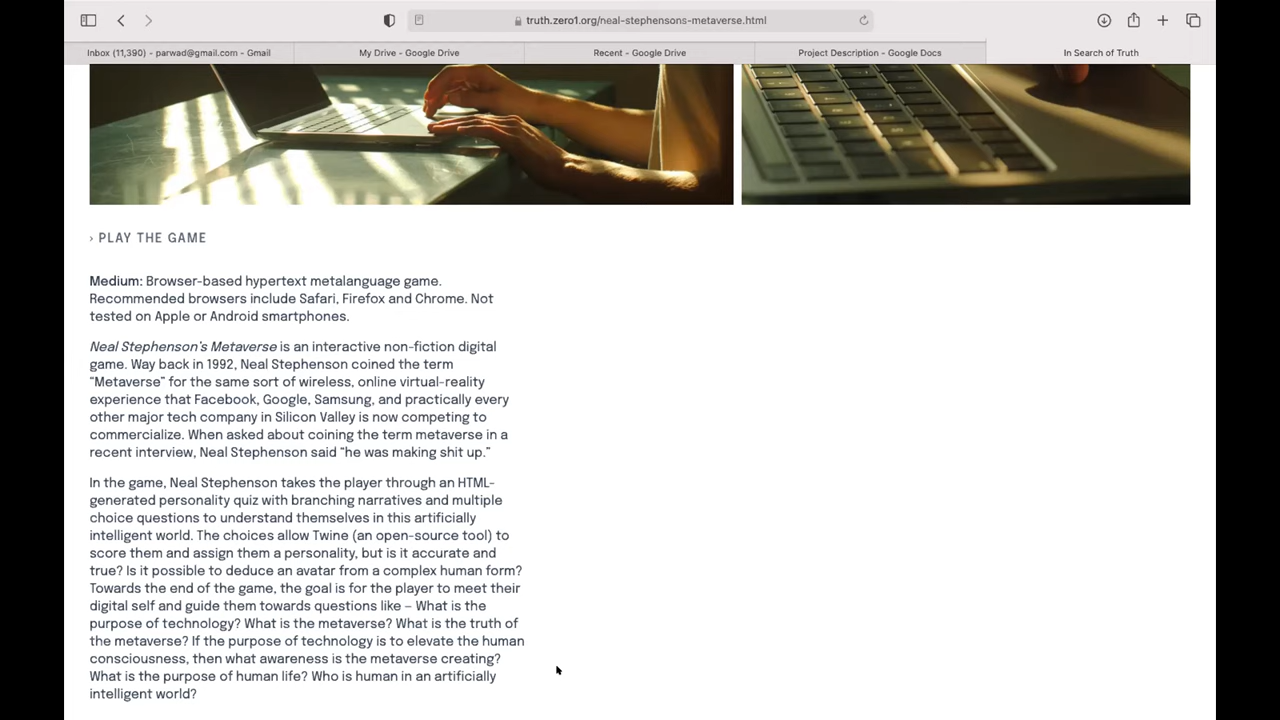 truth.zero1.org/neal-stephensons-metaverse.html
Inbox (11,390) - parwad@gmail.com - Gmail
My Drive - Google Drive
Recent - Google Drive
Project Description - Google Docs
In Search of Truth
› PLAY THE GAME
Medium: Browser-based hypertext metalanguage game.
Recommended browsers include Safari, Firefox and Chrome. Not
tested on Apple or Android smartphones.
Neal Stephenson's Metaverse is an interactive non-fiction digital
game. Way back in 1992, Neal Stephenson coined the term
“Metaverse” for the same sort of wireless, online virtual-reality
experience that Facebook, Google, Samsung, and practically every
other major tech company in Silicon Valley is now competing to
commercialize. When asked about coining the term metaverse in a
recent interview, Neal Stephenson said “he was making shit up.”
In the game, Neal Stephenson takes the player through an HTML-
generated personality quiz with branching narratives and multiple
choice questions to understand themselves in this artificially
intelligent world. The choices allow Twine (an open-source tool) to
score them and assign them a personality, but is it accurate and
true? Is it possible to deduce an avatar from a complex human form?
Towards the end of the game, the goal is for the player to meet their
digital self and guide them towards questions like – What is the
purpose of technology? What is the metaverse? What is the truth of
the metaverse? If the purpose of technology is to elevate the human
consciousness, then what awareness is the metaverse creating?
What is the purpose of human life? Who is human in an artificially
intelligent world?